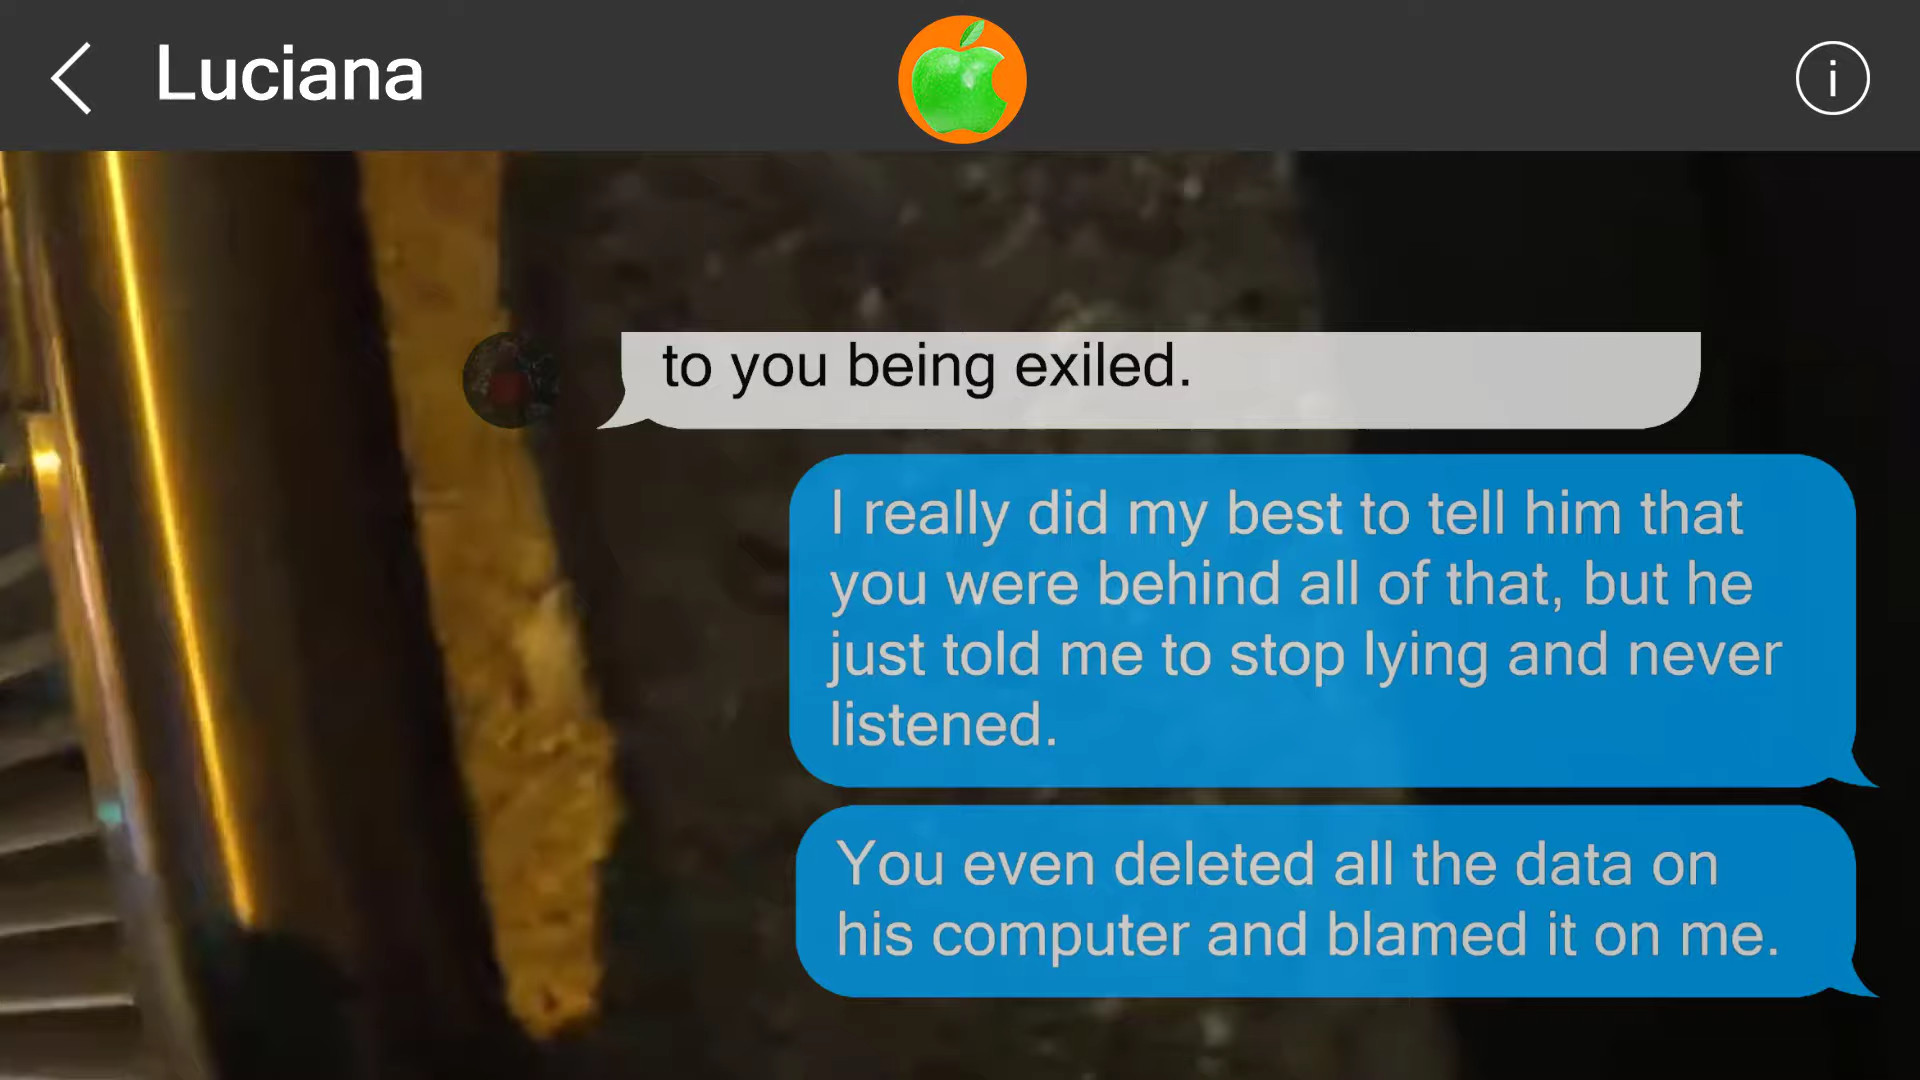 Luciana
i
to you being exiled.
I really did my best to tell him that
you were behind all of that, but he
just told me to stop lying and never
listened.
You even deleted all the data on
his computer and blamed it on me.